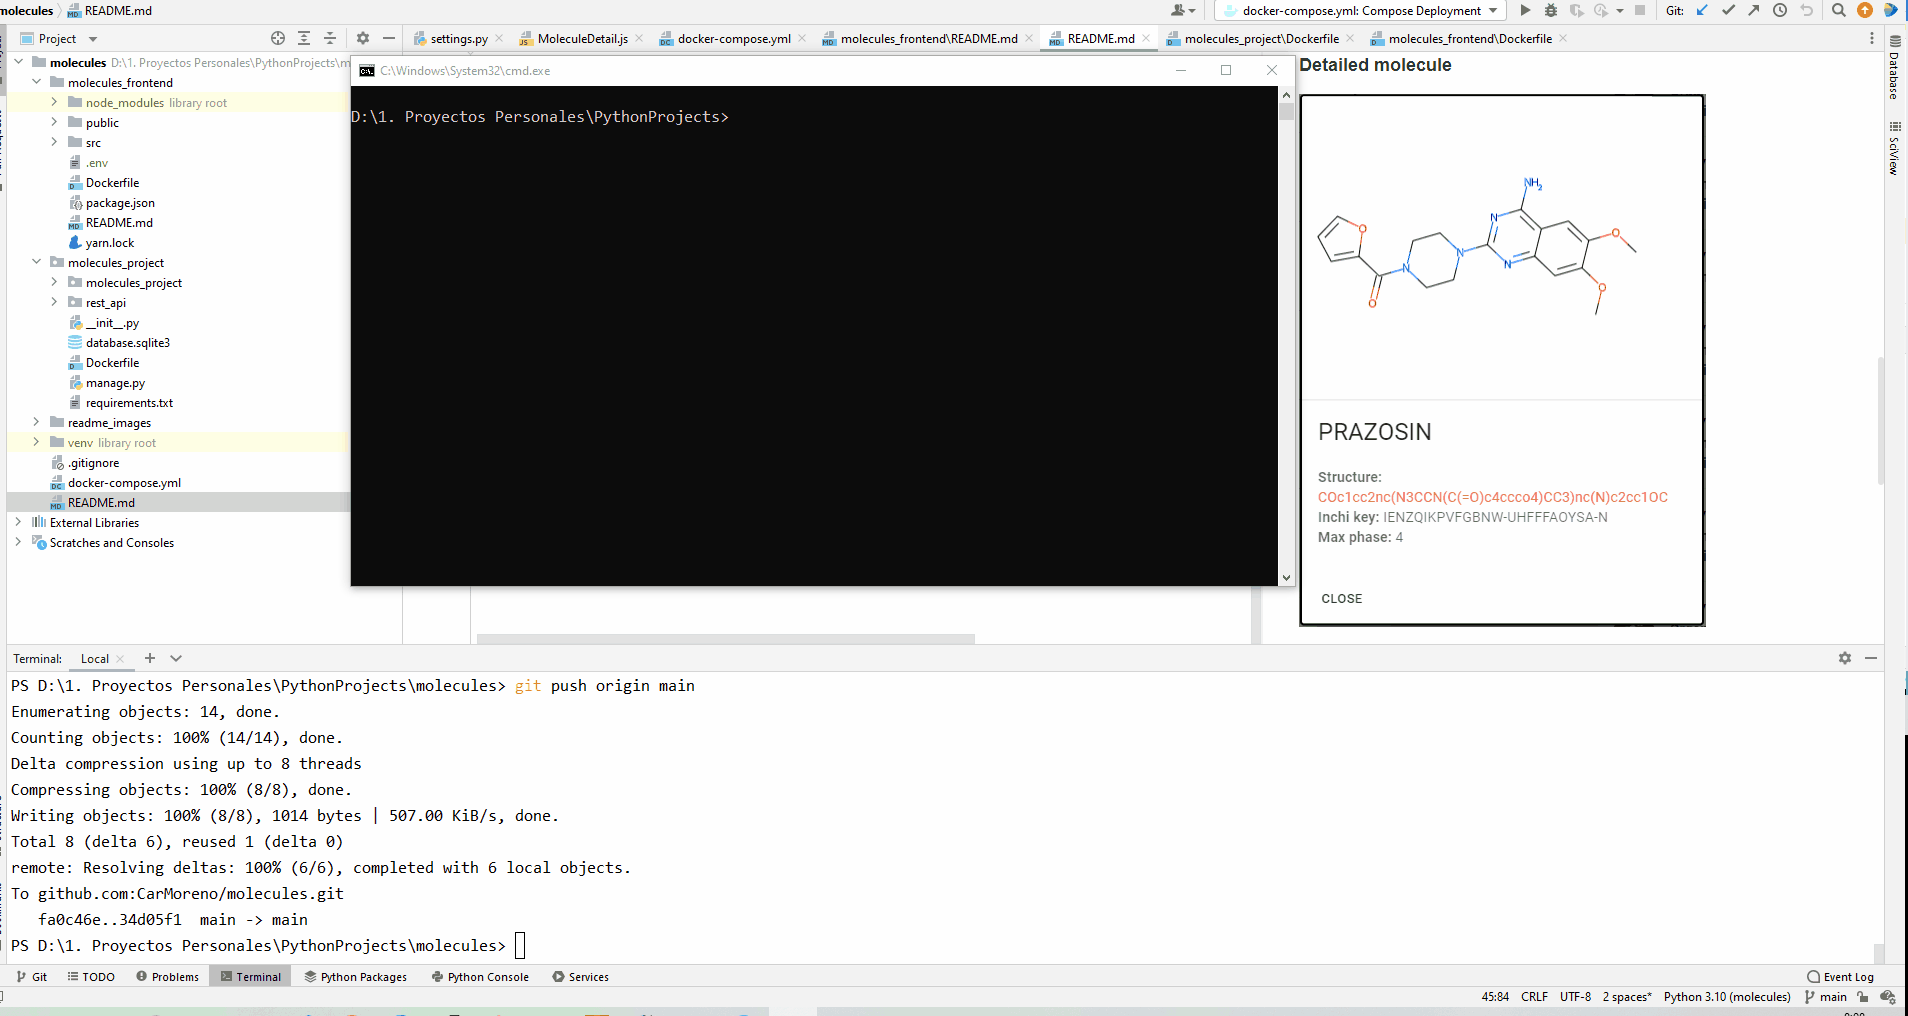 molecules README.md
docker-compose.yml: Compose Deployment Git:
Project
settings.py MoleculeDetail.js docker-compose.yml molecules_frontend\README.md README.md molecules_project\Dockerfile molecules_frontend\Dockerfile
molecules D:\1. Proyectos Personales\PythonProjects\m
molecules_frontend
node_modules library root
public
src
.env
Dockerfile
package.json
README.md
yarn.lock
molecules_project
molecules_project
rest_api
__init__.py
database.sqlite3
Dockerfile
manage.py
requirements.txt
readme_images
venv library root
.gitignore
docker-compose.yml
README.md
External Libraries
Scratches and Consoles
C:\Windows\System32\cmd.exe
D:\1. Proyectos Personales\PythonProjects>
Detailed molecule
NH2
N
O
N
N
N
O
O
O
PRAZOSIN
Structure:
COc1cc2nc(N3CCN(C(=O)c4ccco4)CC3)nc(N)c2cc1OC
Inchi key: IENZQIKPVFGBNW-UHFFFAOYSA-N
Max phase: 4
CLOSE
Database
SciView
Terminal: Local
PS D:\1. Proyectos Personales\PythonProjects\molecules> git push origin main
Enumerating objects: 14, done.
Counting objects: 100% (14/14), done.
Delta compression using up to 8 threads
Compressing objects: 100% (8/8), done.
Writing objects: 100% (8/8), 1014 bytes | 507.00 KiB/s, done.
Total 8 (delta 6), reused 1 (delta 0)
remote: Resolving deltas: 100% (6/6), completed with 6 local objects.
To github.com:CarMoreno/molecules.git
fa0c46e..34d05f1 main -> main
PS D:\1. Proyectos Personales\PythonProjects\molecules>
Git TODO Problems Terminal Python Packages Python Console Services Event Log
45:84 CRLF UTF-8 2 spaces* Python 3.10 (molecules) main